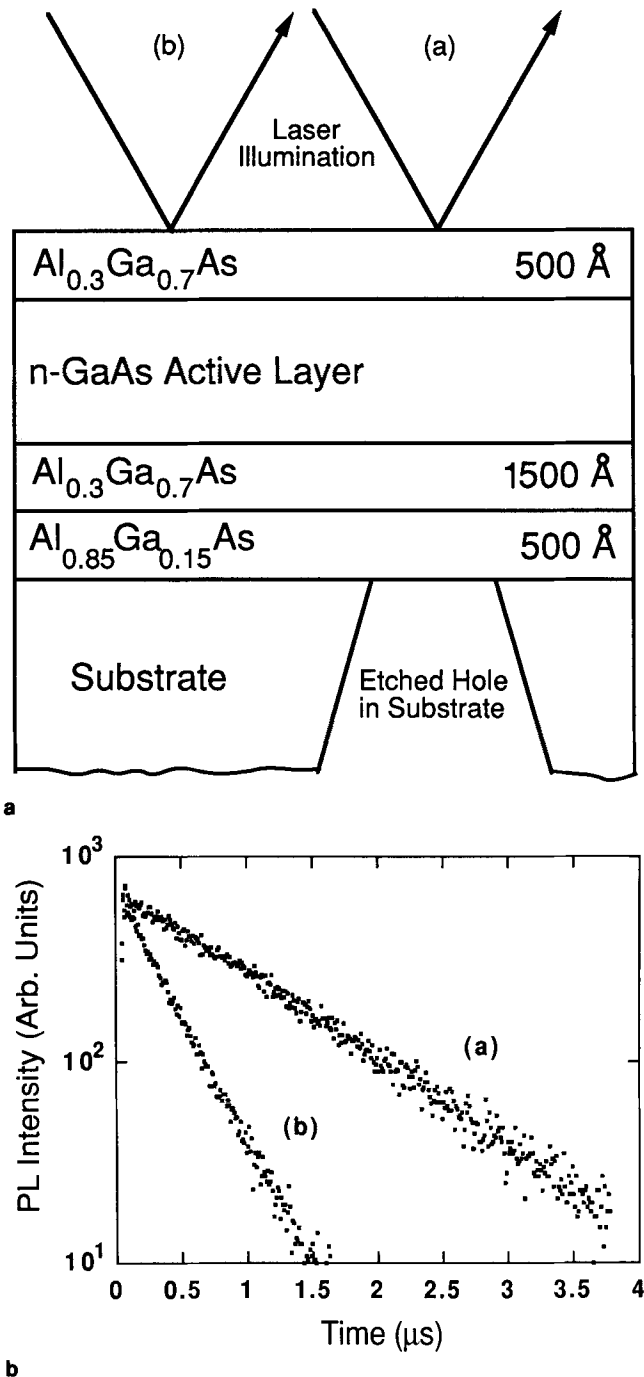 (b)
(a)
Laser
Illumination
Al0.3Ga0.7As 500 Å
n-GaAs Active Layer
Al0.3Ga0.7As 1500 Å
Al0.85Ga0.15As 500 Å
Substrate
Etched Hole
in Substrate
a
10³
10²
10¹
PL Intensity (Arb. Units)
(a)
(b)
0 0.5 1 1.5 2 2.5 3 3.5 4
Time (μs)
b